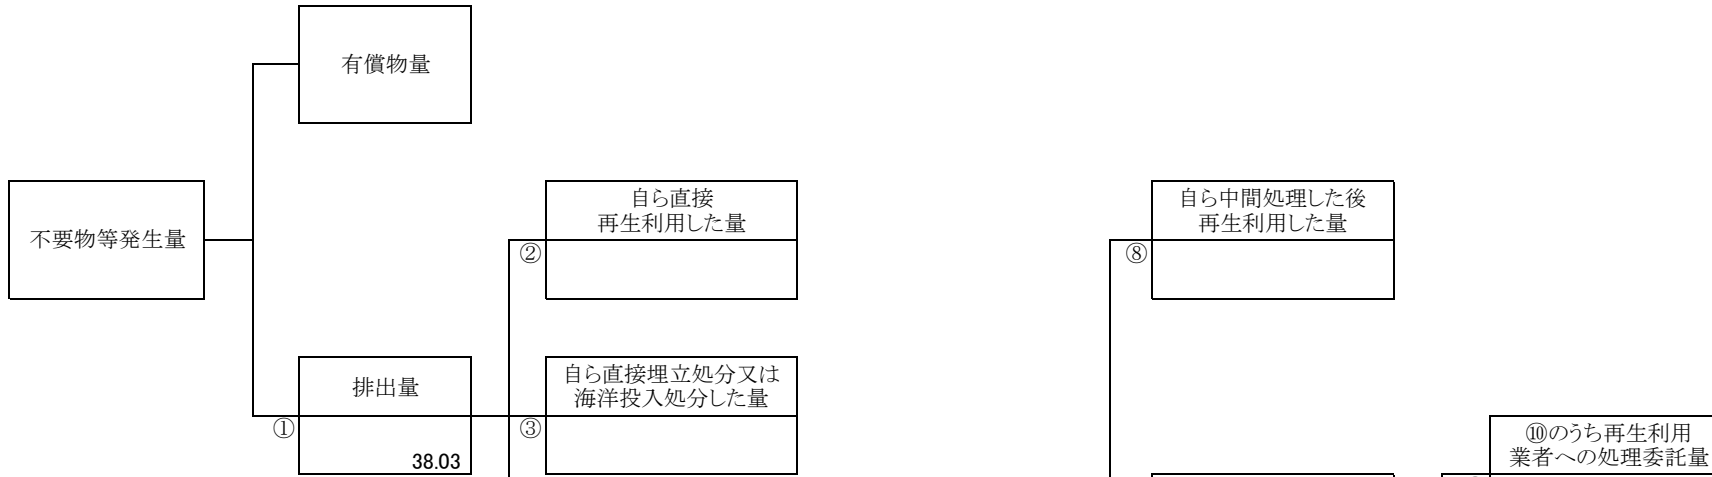 有償物量
不要物等発生量
自ら直接
再生利用した量
②
自ら中間処理した後
再生利用した量
⑧
排出量
①
38.03
自ら直接埋立処分又は
海洋投入処分した量
③
⑩のうち再生利用
業者への処理委託量